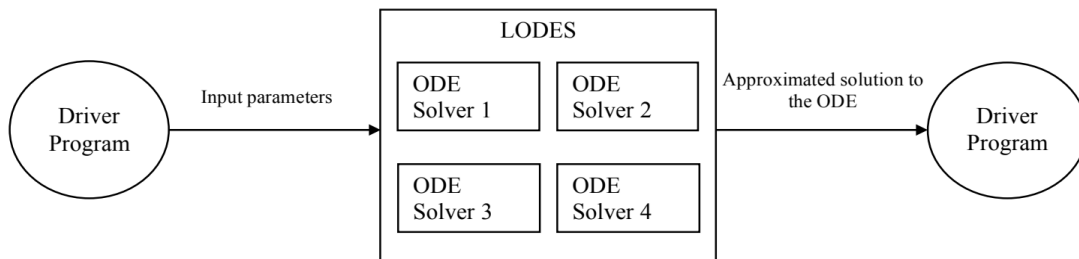 LODES
Driver
Program
Input parameters
ODE
Solver 1
ODE
Solver 2
ODE
Solver 3
ODE
Solver 4
Approximated solution to
the ODE
Driver
Program